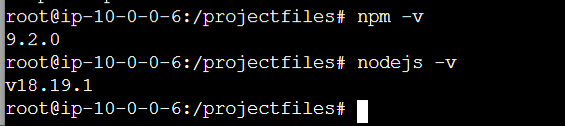 root@ip-10-0-0-6:/projectfiles# npm -v
9.2.0
root@ip-10-0-0-6:/projectfiles# nodejs -v
v18.19.1
root@ip-10-0-0-6:/projectfiles#